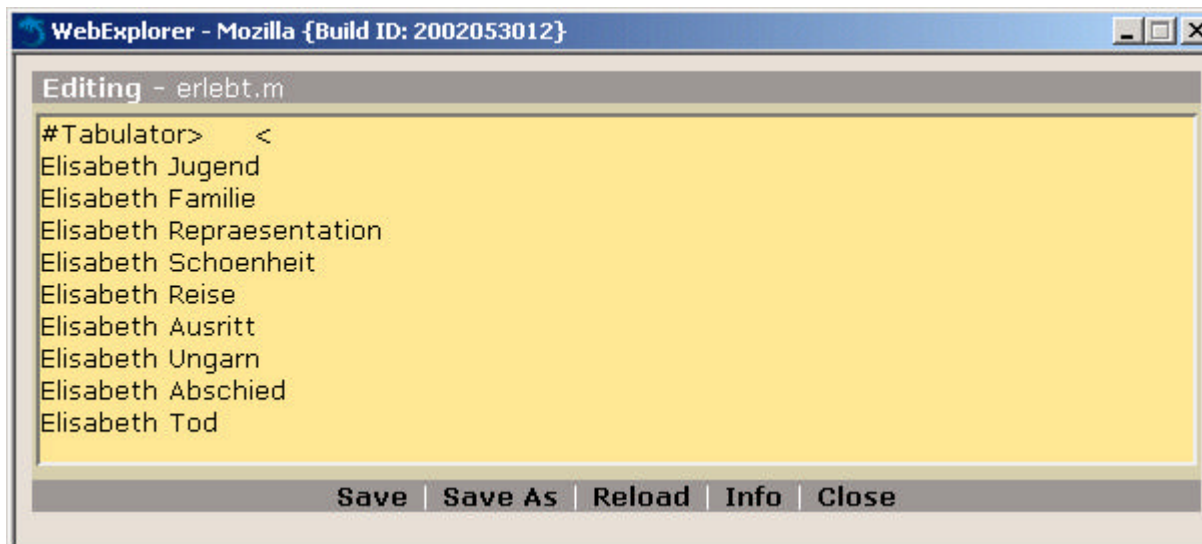 WebExplorer - Mozilla {Build ID: 2002053012}
Editing - erlebt.m
#Tabulator>	<
Elisabeth Jugend
Elisabeth Familie
Elisabeth Repraesentation
Elisabeth Schoenheit
Elisabeth Reise
Elisabeth Ausritt
Elisabeth Ungarn
Elisabeth Abschied
Elisabeth Tod
Save | Save As | Reload | Info | Close